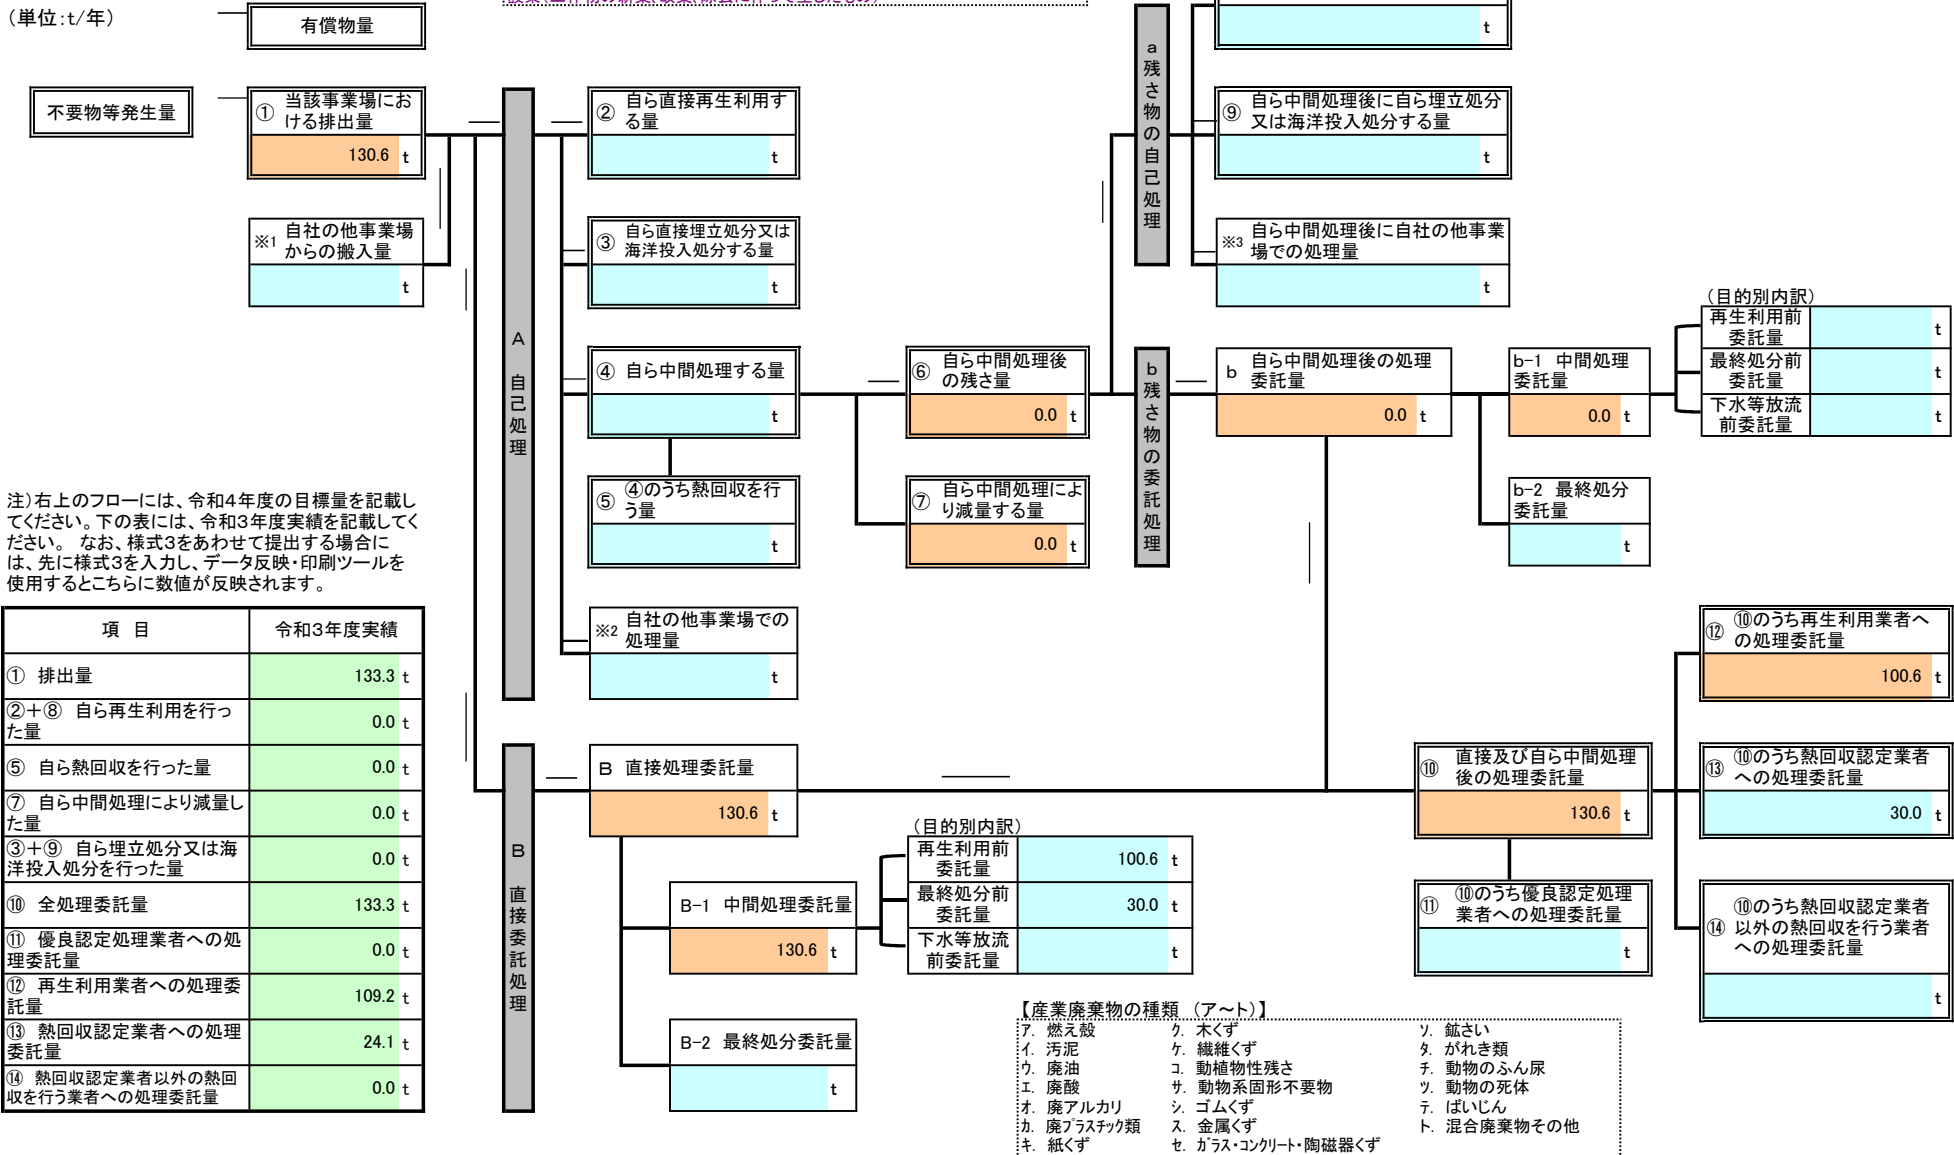 (単位:t/年)
有償物量
不要物等発生量
① 当該事業場にお
ける排出量
130.6 t
※1 自社の他事業場
からの搬入量
t
A 自己処理
② 自ら直接再生利用す
る量
t
③ 自ら直接埋立処分又は
海洋投入処分する量
t
④ 自ら中間処理する量
t
⑤ ④のうち熱回収を行
う量
t
※2 自社の他事業場での
処理量
t
⑥ 自ら中間処理後
の残さ量
0.0 t
⑦ 自ら中間処理によ
り減量する量
0.0 t
a 残さ物の自己処理
t
⑨ 自ら中間処理後に自ら埋立処分
又は海洋投入処分する量
t
※3 自ら中間処理後に自社の他事業
場での処理量
t
b 残さ物の委託処理
b 自ら中間処理後の処理
委託量
0.0 t
b-1 中間処理
委託量
0.0 t
(目的別内訳)
再生利用前
委託量
t
最終処分前
委託量
t
下水等放流
前委託量
t
b-2 最終処分
委託量
t
注)右上のフローには、令和4年度の目標量を記載し
てください。下の表には、令和3年度実績を記載してく
ださい。 なお、様式3をあわせて提出する場合に
は、先に様式3を入力し、データ反映・印刷ツールを
使用するとこちらに数値が反映されます。
項 目 令和3年度実績
① 排出量 133.3 t
②+⑧ 自ら再生利用を行っ
た量 0.0 t
⑤ 自ら熱回収を行った量 0.0 t
⑦ 自ら中間処理により減量し
た量 0.0 t
③+⑨ 自ら埋立処分又は海
洋投入処分を行った量 0.0 t
⑩ 全処理委託量 133.3 t
⑪ 優良認定処理業者への処
理委託量 0.0 t
⑫ 再生利用業者への処理委
託量 109.2 t
⑬ 熱回収認定業者への処理
委託量 24.1 t
⑭ 熱回収認定業者以外の熱回
収を行う業者への処理委託量 0.0 t
B 直接委託処理
B 直接処理委託量
130.6 t
B-1 中間処理委託量
130.6 t
(目的別内訳)
再生利用前
委託量 100.6 t
最終処分前
委託量 30.0 t
下水等放流
前委託量 t
B-2 最終処分委託量
t
⑩ 直接及び自ら中間処理
後の処理委託量
130.6 t
⑪ ⑩のうち優良認定処理
業者への処理委託量
t
⑫ ⑩のうち再生利用業者へ
の処理委託量
100.6 t
⑬ ⑩のうち熱回収認定業者
への処理委託量
30.0 t
⑭ ⑩のうち熱回収認定業者
以外の熱回収を行う業者
への処理委託量
t
【産業廃棄物の種類 (ア~ト)】
ア. 燃え殻 ク. 木くず ソ. 鉱さい
イ. 汚泥 ケ. 繊維くず タ. がれき類
ウ. 廃油 コ. 動植物性残さ チ. 動物のふん尿
エ. 廃酸 サ. 動物系固形不要物 ツ. 動物の死体
オ. 廃アルカリ シ. ゴムくず テ. ばいじん
カ. 廃プラスチック類 ス. 金属くず ト. 混合廃棄物その他
キ. 紙くず セ. ガラス・コンクリート・陶磁器くず